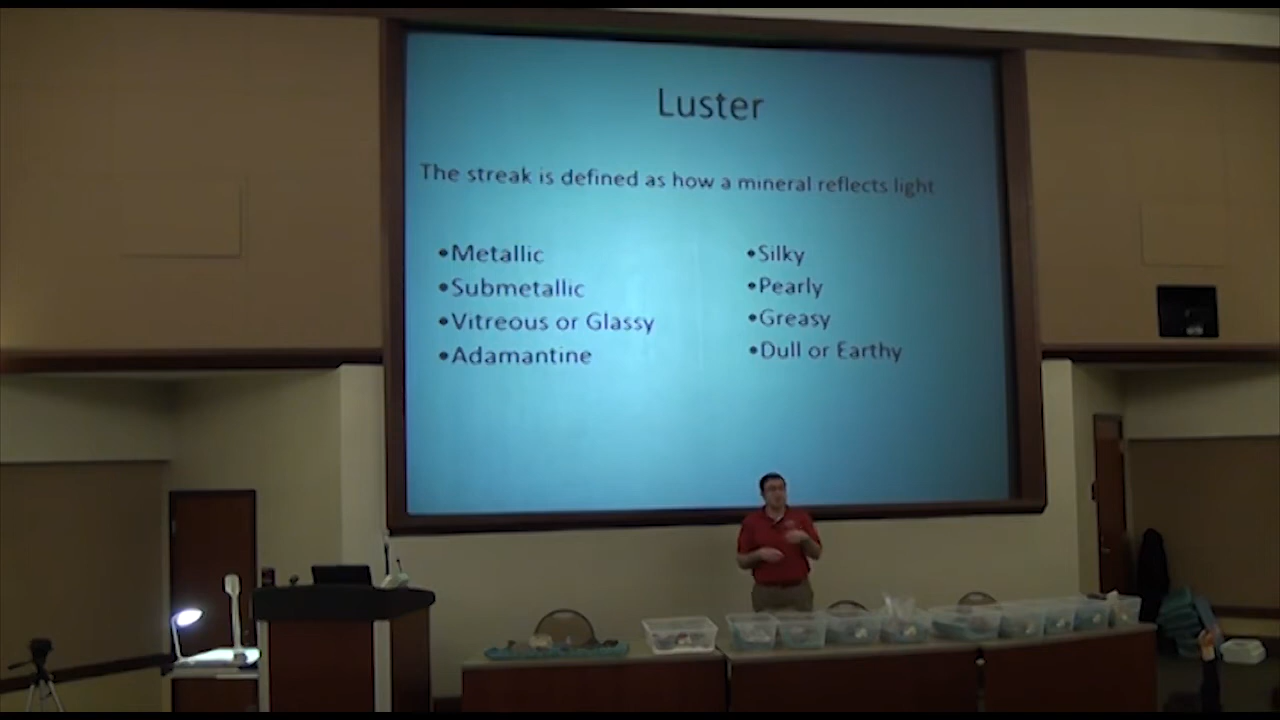 Luster
The streak is defined as how a mineral reflects light
•Metallic
•Submetallic
•Vitreous or Glassy
•Adamantine
•Silky
•Pearly
•Greasy
•Dull or Earthy